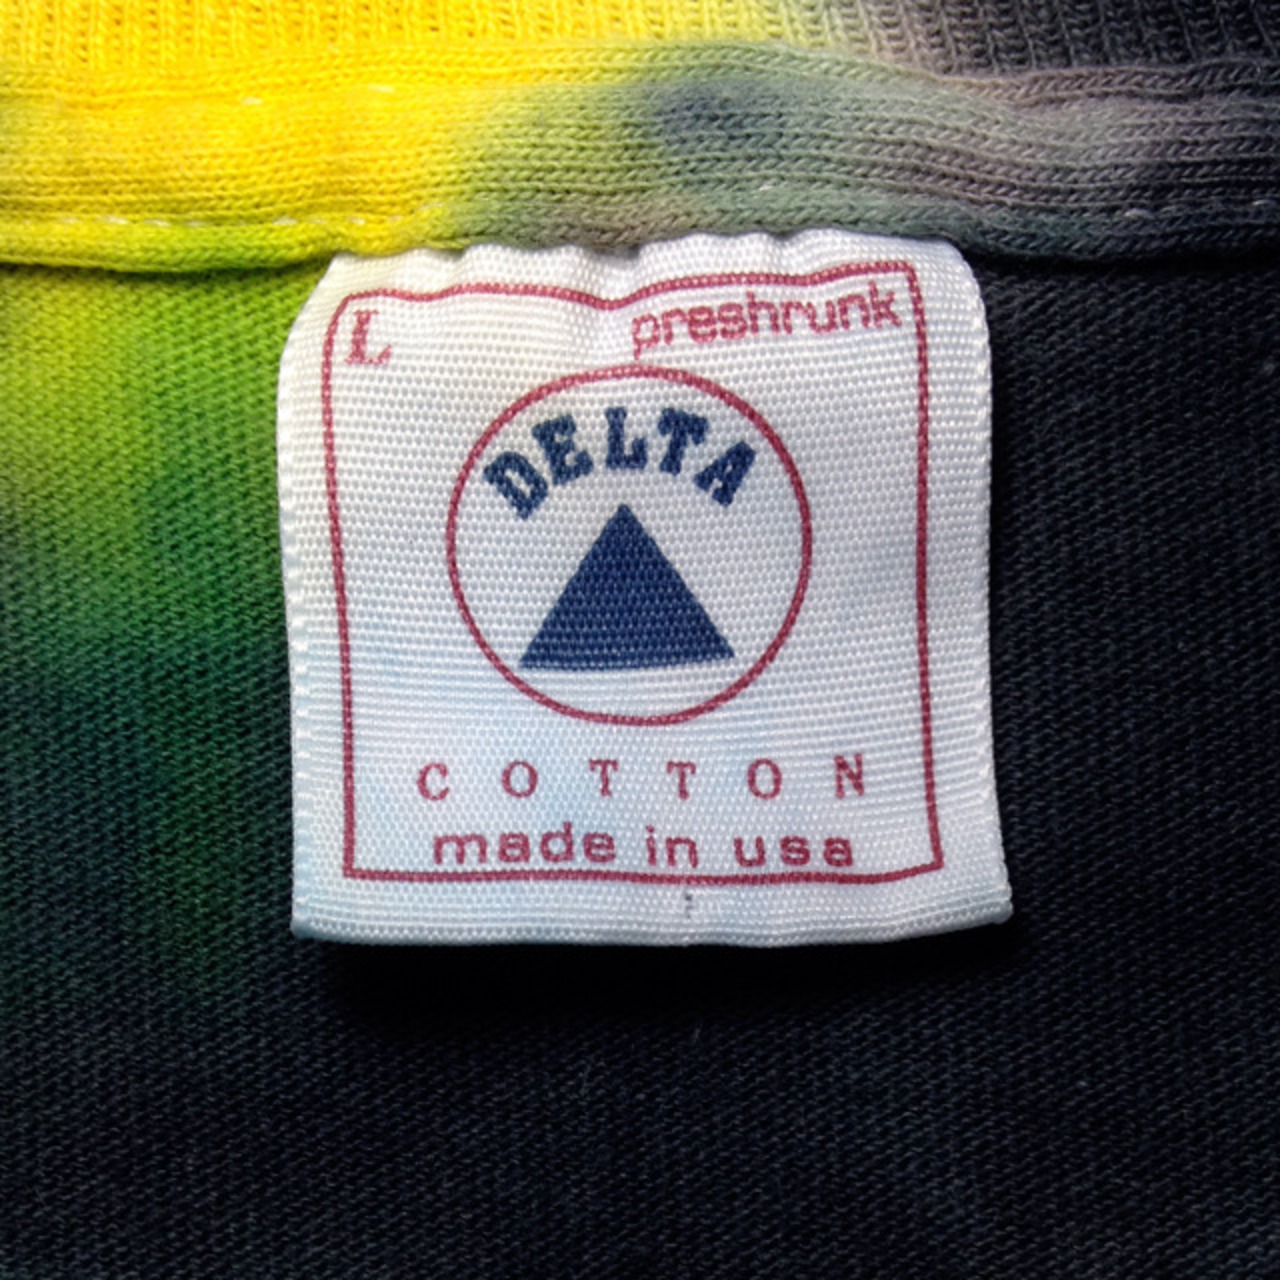 L preshrunk
DELTA
COTTON
made in usa